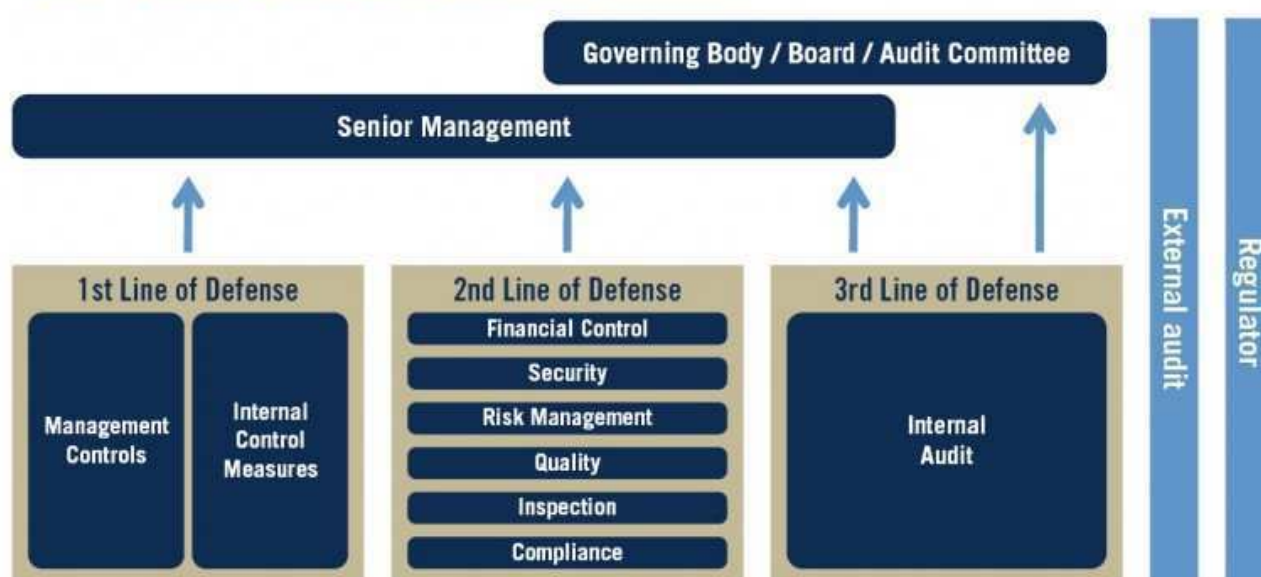 Governing Body / Board / Audit Committee
Senior Management
1st Line of Defense
Management
Controls
Internal
Control
Measures
2nd Line of Defense
Financial Control
Security
Risk Management
Quality
Inspection
Compliance
3rd Line of Defense
Internal
Audit
External audit
Regulator